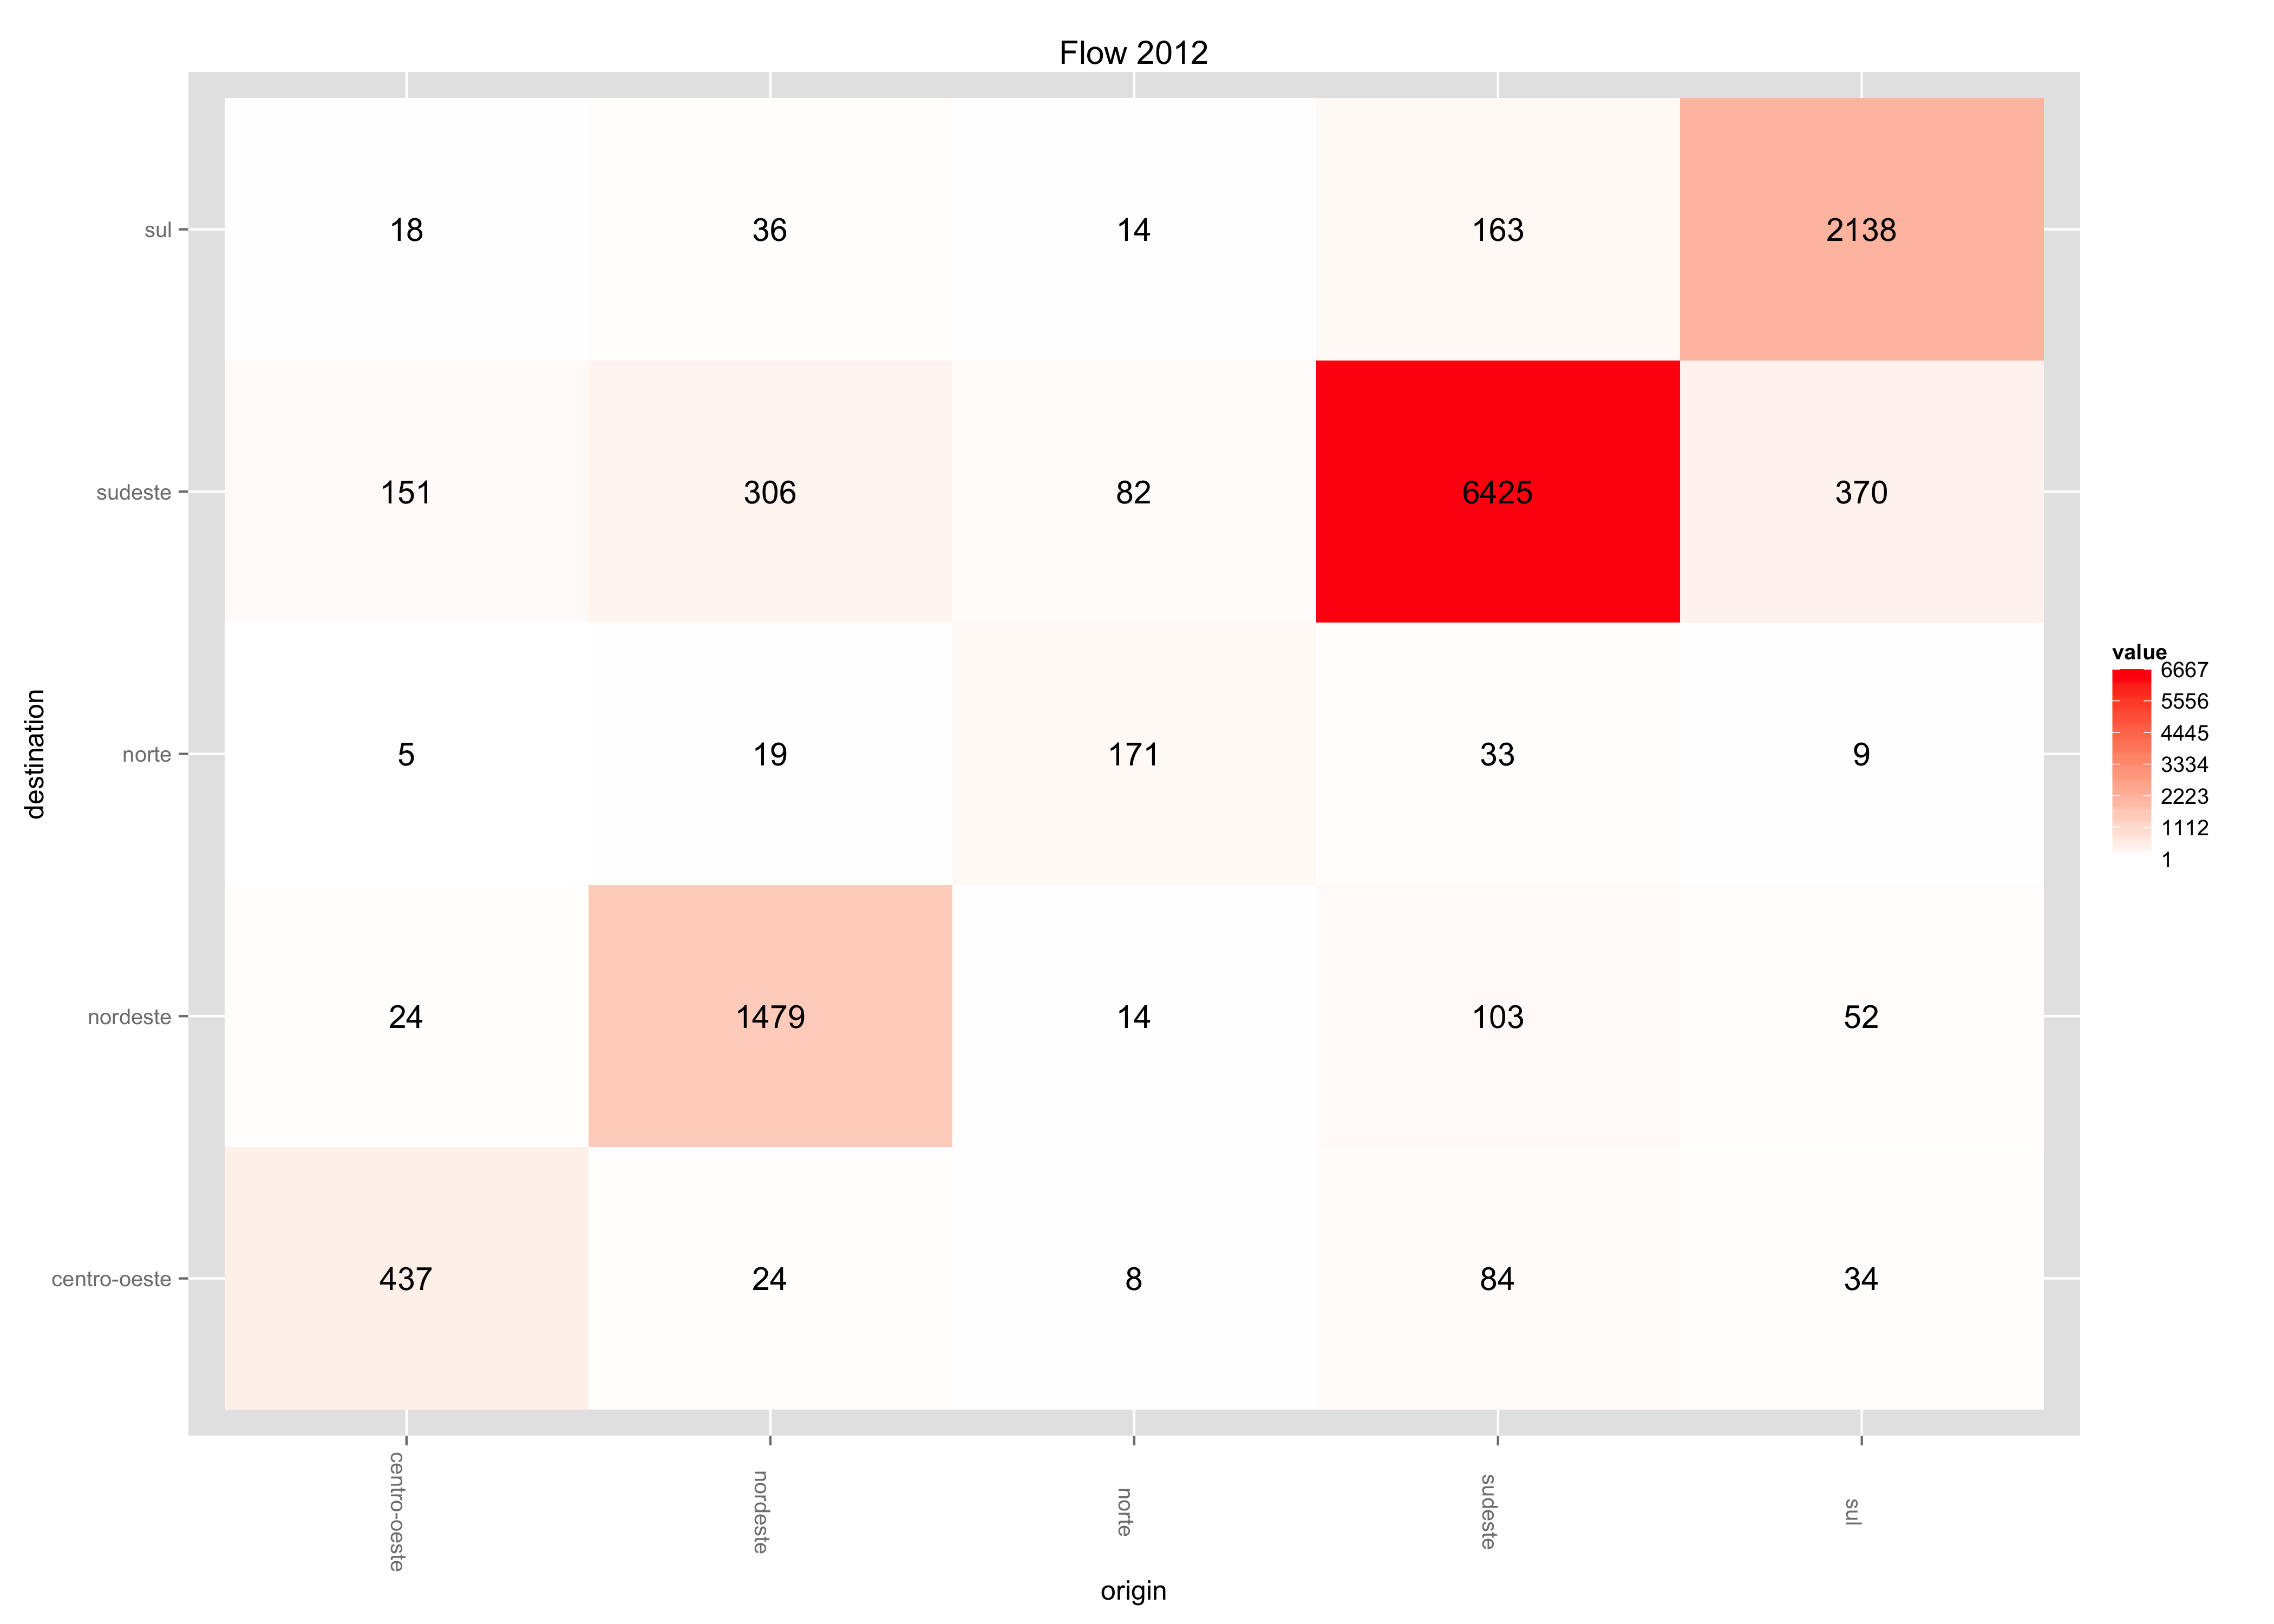 Flow 2012
sul 18 36 14 163 2138
sudeste 151 306 82 6425 370
norte 5 19 171 33 9
nordeste 24 1479 14 103 52
centro-oeste 437 24 8 84 34
centro-oeste nordeste norte sudeste sul
origin
destination
value
6667
5556
4445
3334
2223
1112
1